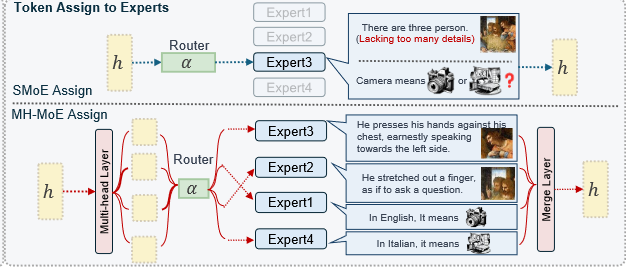 Token Assign to Experts
Expert1
Expert2
Router
h
α
Expert3
Expert4
There are three person.
(Lacking too many details)
Camera means
or
?
h
SMoE Assign
MH-MoE Assign
h
Multi-head Layer
Router
α
Expert3
Expert2
Expert1
Expert4
He presses his hands against his
chest, earnestly speaking
towards the left side.
He stretched out a finger,
as if to ask a question.
In English, It means
In Italian, it means
Merge Layer
h